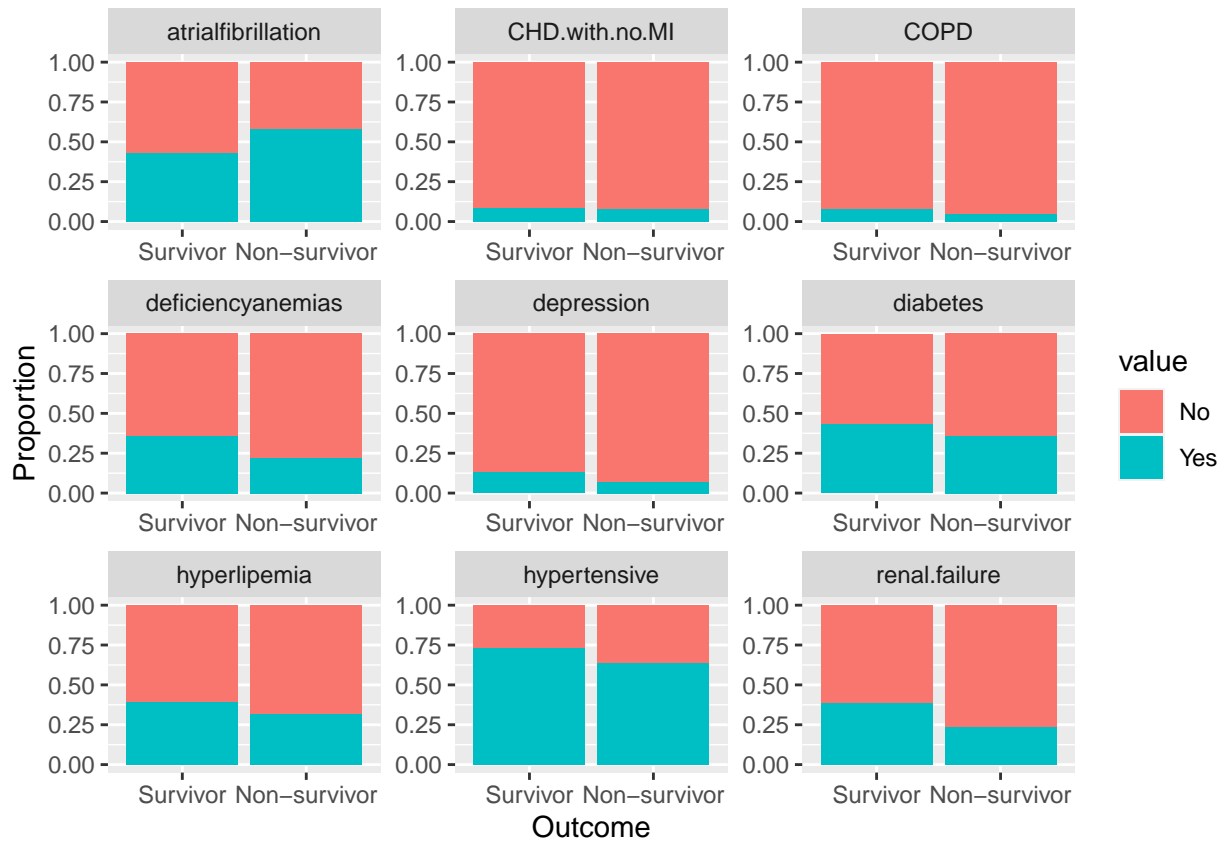 atrialfibrillation CHD.with.no.MI COPD
1.00 1.00 1.00
0.75 0.75 0.75
0.50 0.50 0.50
0.25 0.25 0.25
0.00 0.00 0.00
Survivor Non−survivor Survivor Non−survivor Survivor Non−survivor
deficiencyanemias depression diabetes
1.00 1.00 1.00
0.75 0.75 0.75
0.50 0.50 0.50
0.25 0.25 0.25
0.00 0.00 0.00
Survivor Non−survivor Survivor Non−survivor Survivor Non−survivor
hyperlipemia hypertensive renal.failure
1.00 1.00 1.00
0.75 0.75 0.75
0.50 0.50 0.50
0.25 0.25 0.25
0.00 0.00 0.00
Survivor Non−survivor Survivor Non−survivor Survivor Non−survivor
Outcome
Proportion
value
No
Yes